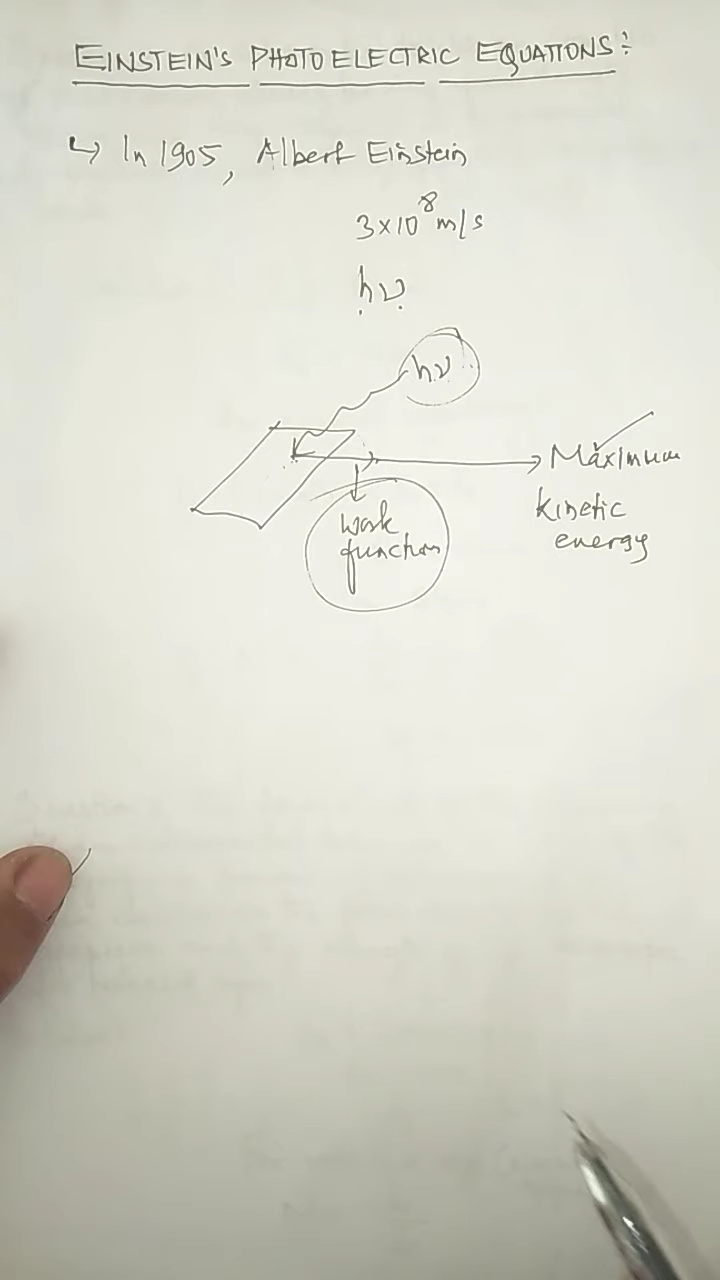 EINSTEIN'S PHOTOELECTRIC EQUATIONS:
↳ In 1905, Albert Einstein
3×10⁸ m/s
hν
hν
Maximum
kinetic
energy
Work
function